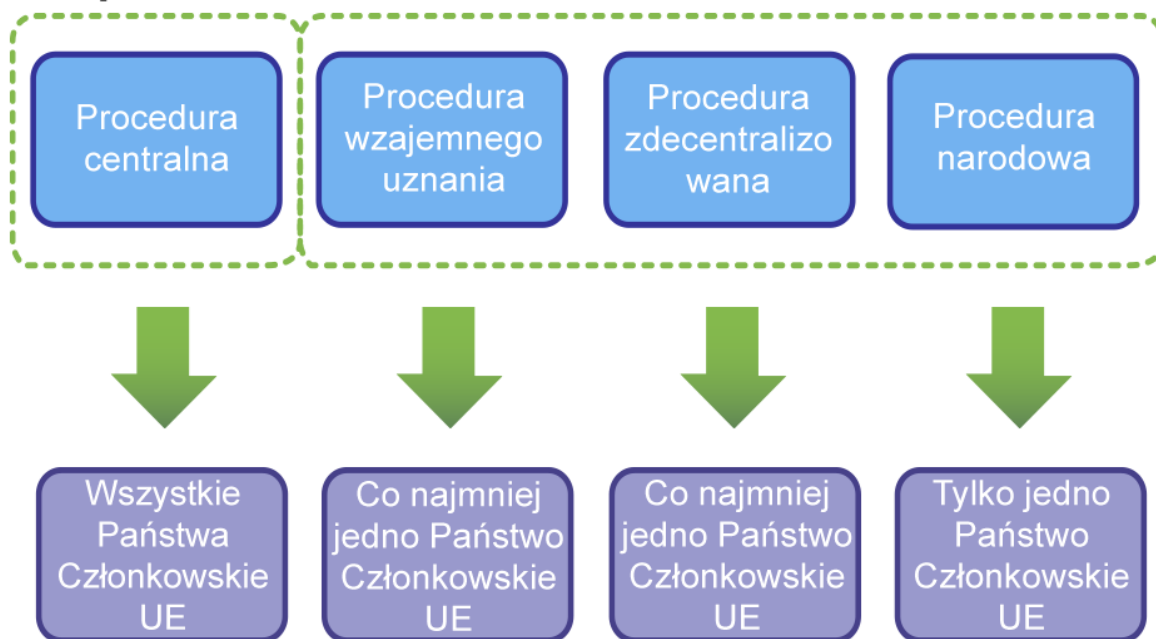 Procedura
centralna
Procedura
wzajemnego
uznania
Procedura
zdecentralizo
wana
Procedura
narodowa
Wszystkie
Państwa
Członkowskie
UE
Co najmniej
jedno Państwo
Członkowskie
UE
Co najmniej
jedno Państwo
Członkowskie
UE
Tylko jedno
Państwo
Członkowskie
UE